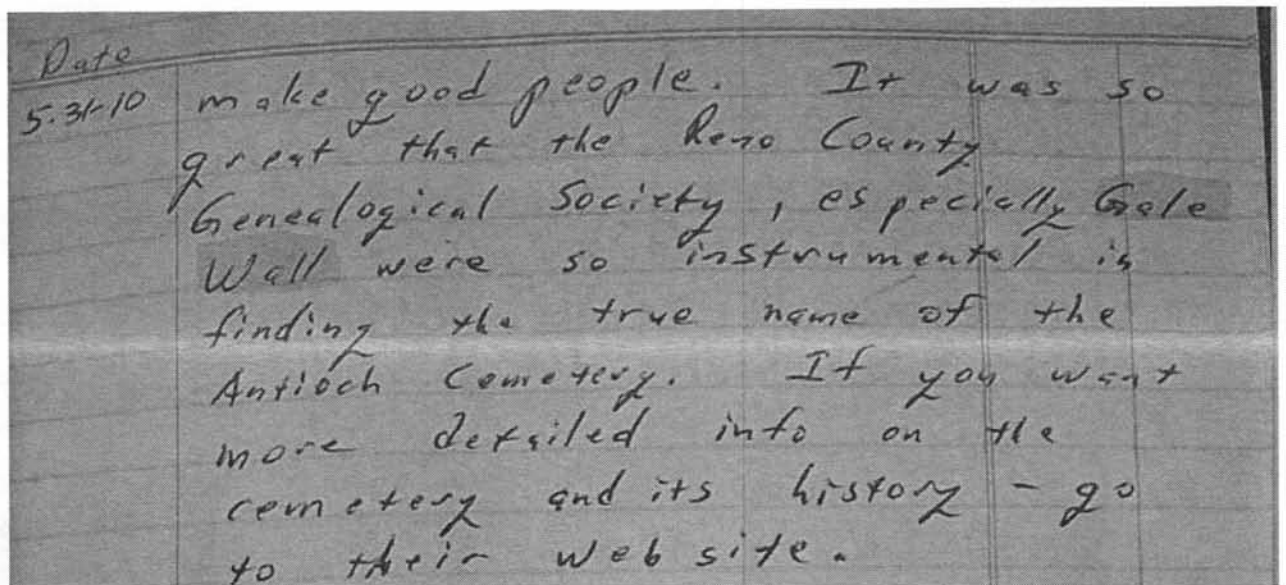 Date
5-31-10 make good people. It was so
great that the Reno County
Genealogical Society, especially Gale
Wall were so instrumental in
finding the true name of the
Antioch Cemetery. If you want
more detailed info on the
cemetery and its history - go
to their web site.